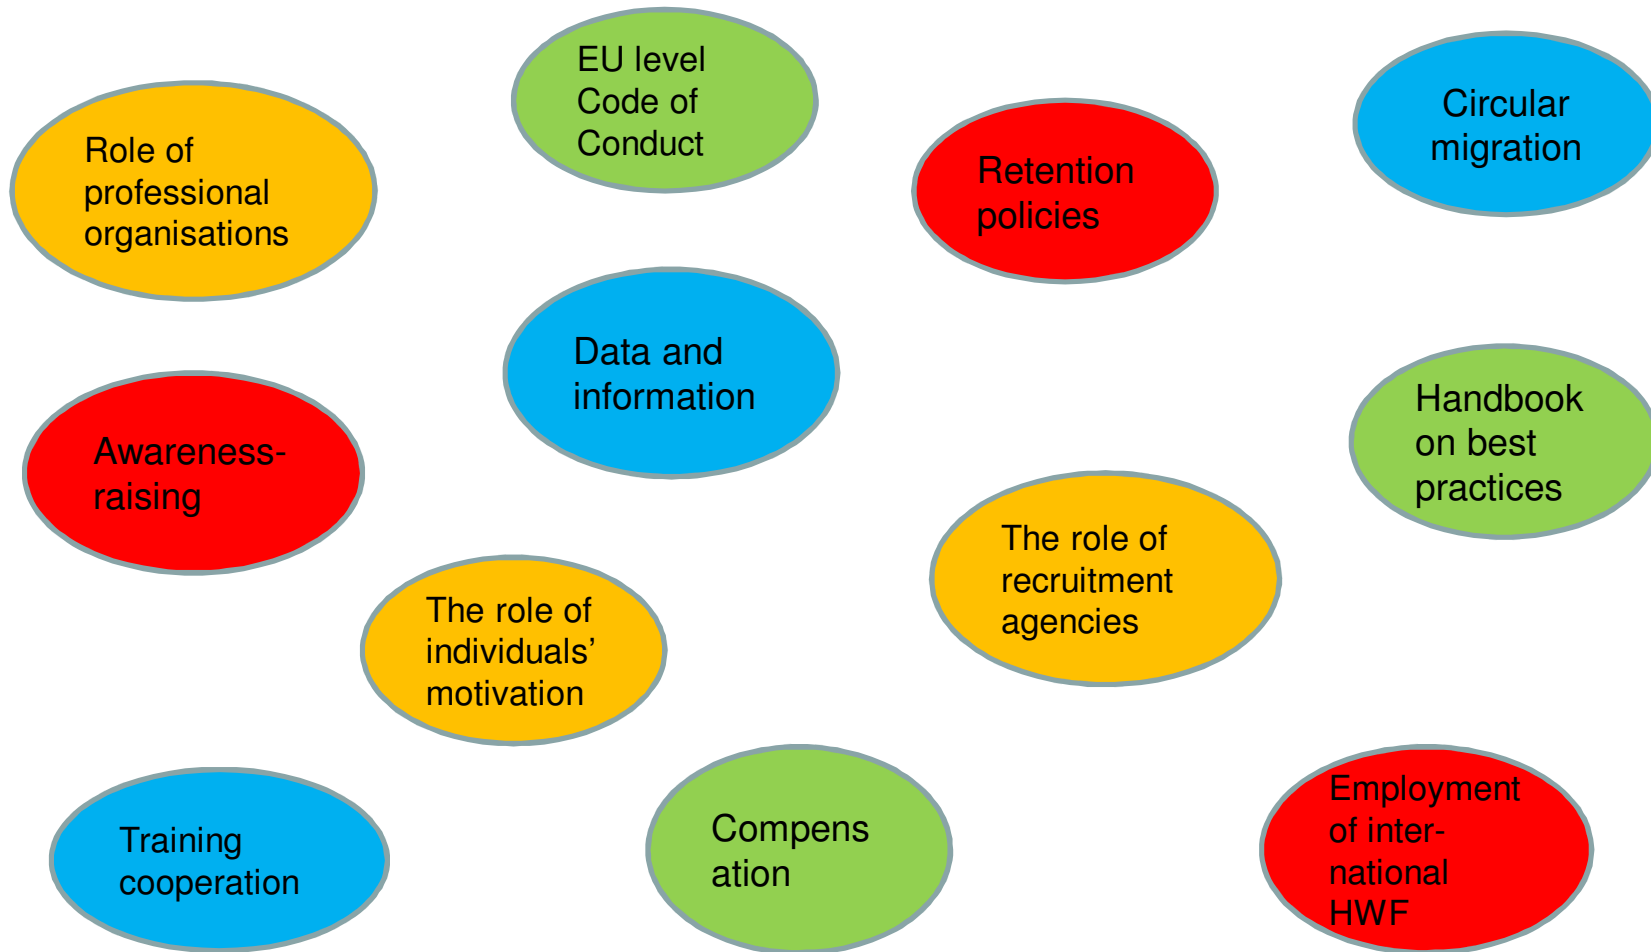 EU level
Code of
Conduct
Circular
migration
Role of
professional
organisations
Retention
policies
Data and
information
Handbook
on best
practices
Awareness-
raising
The role of
recruitment
agencies
The role of
individuals’
motivation
Employment
of inter-
national
HWF
Training
cooperation
Compens
ation